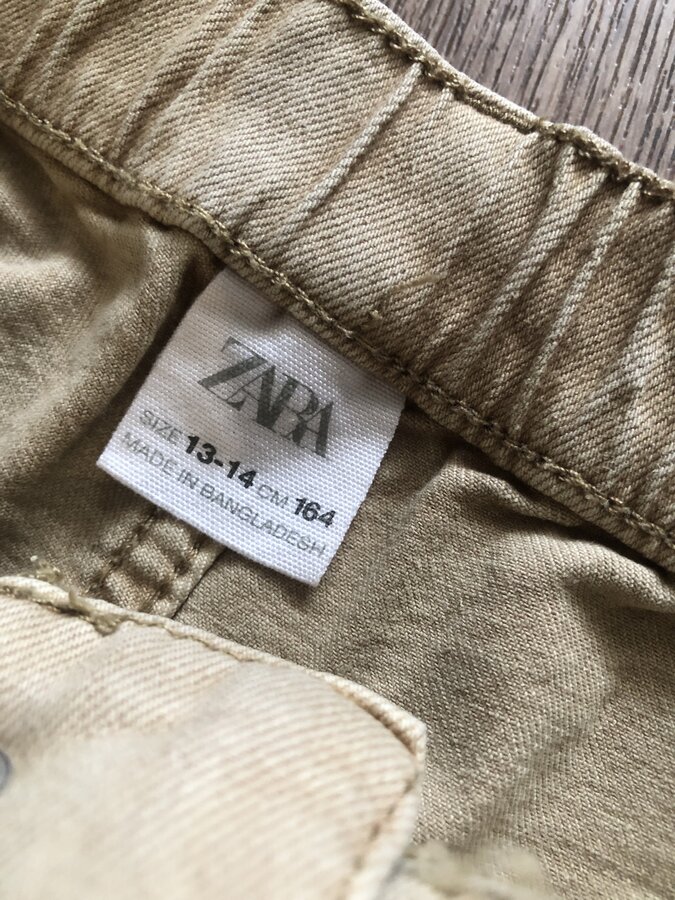 ZARA
SIZE 13-14 CM 164
MADE IN BANGLADESH